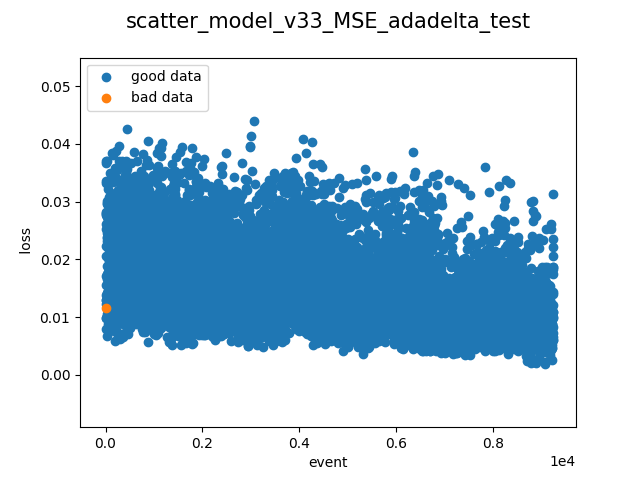 scatter_model_v33_MSE_adadelta_test
good data
bad data
0.05
0.04
0.03
0.02
0.01
0.00
loss
0.0 0.2 0.4 0.6 0.8
1e4
event